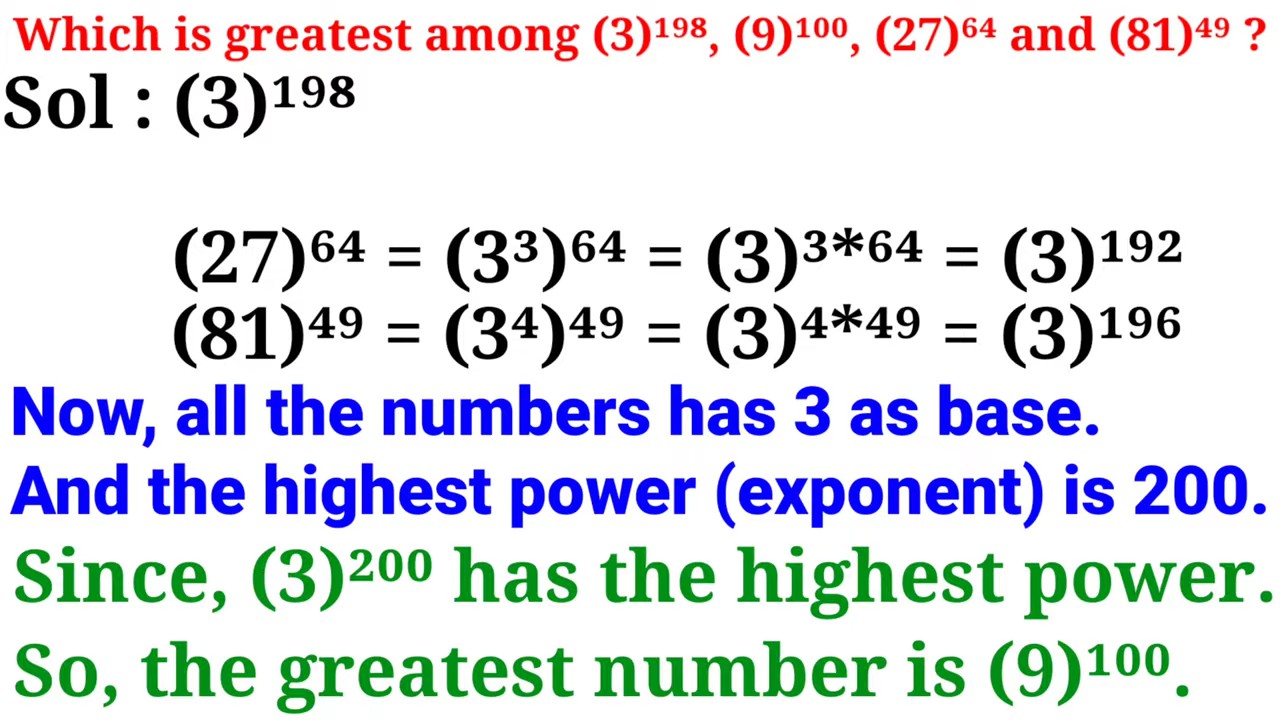 Which is greatest among (3)¹⁹⁸, (9)¹⁰⁰, (27)⁶⁴ and (81)⁴⁹ ?
Sol : (3)¹⁹⁸
(27)⁶⁴ = (3³)⁶⁴ = (3)³*⁶⁴ = (3)¹⁹²
(81)⁴⁹ = (3⁴)⁴⁹ = (3)⁴*⁴⁹ = (3)¹⁹⁶
Now, all the numbers has 3 as base.
And the highest power (exponent) is 200.
Since, (3)²⁰⁰ has the highest power.
So, the greatest number is (9)¹⁰⁰.